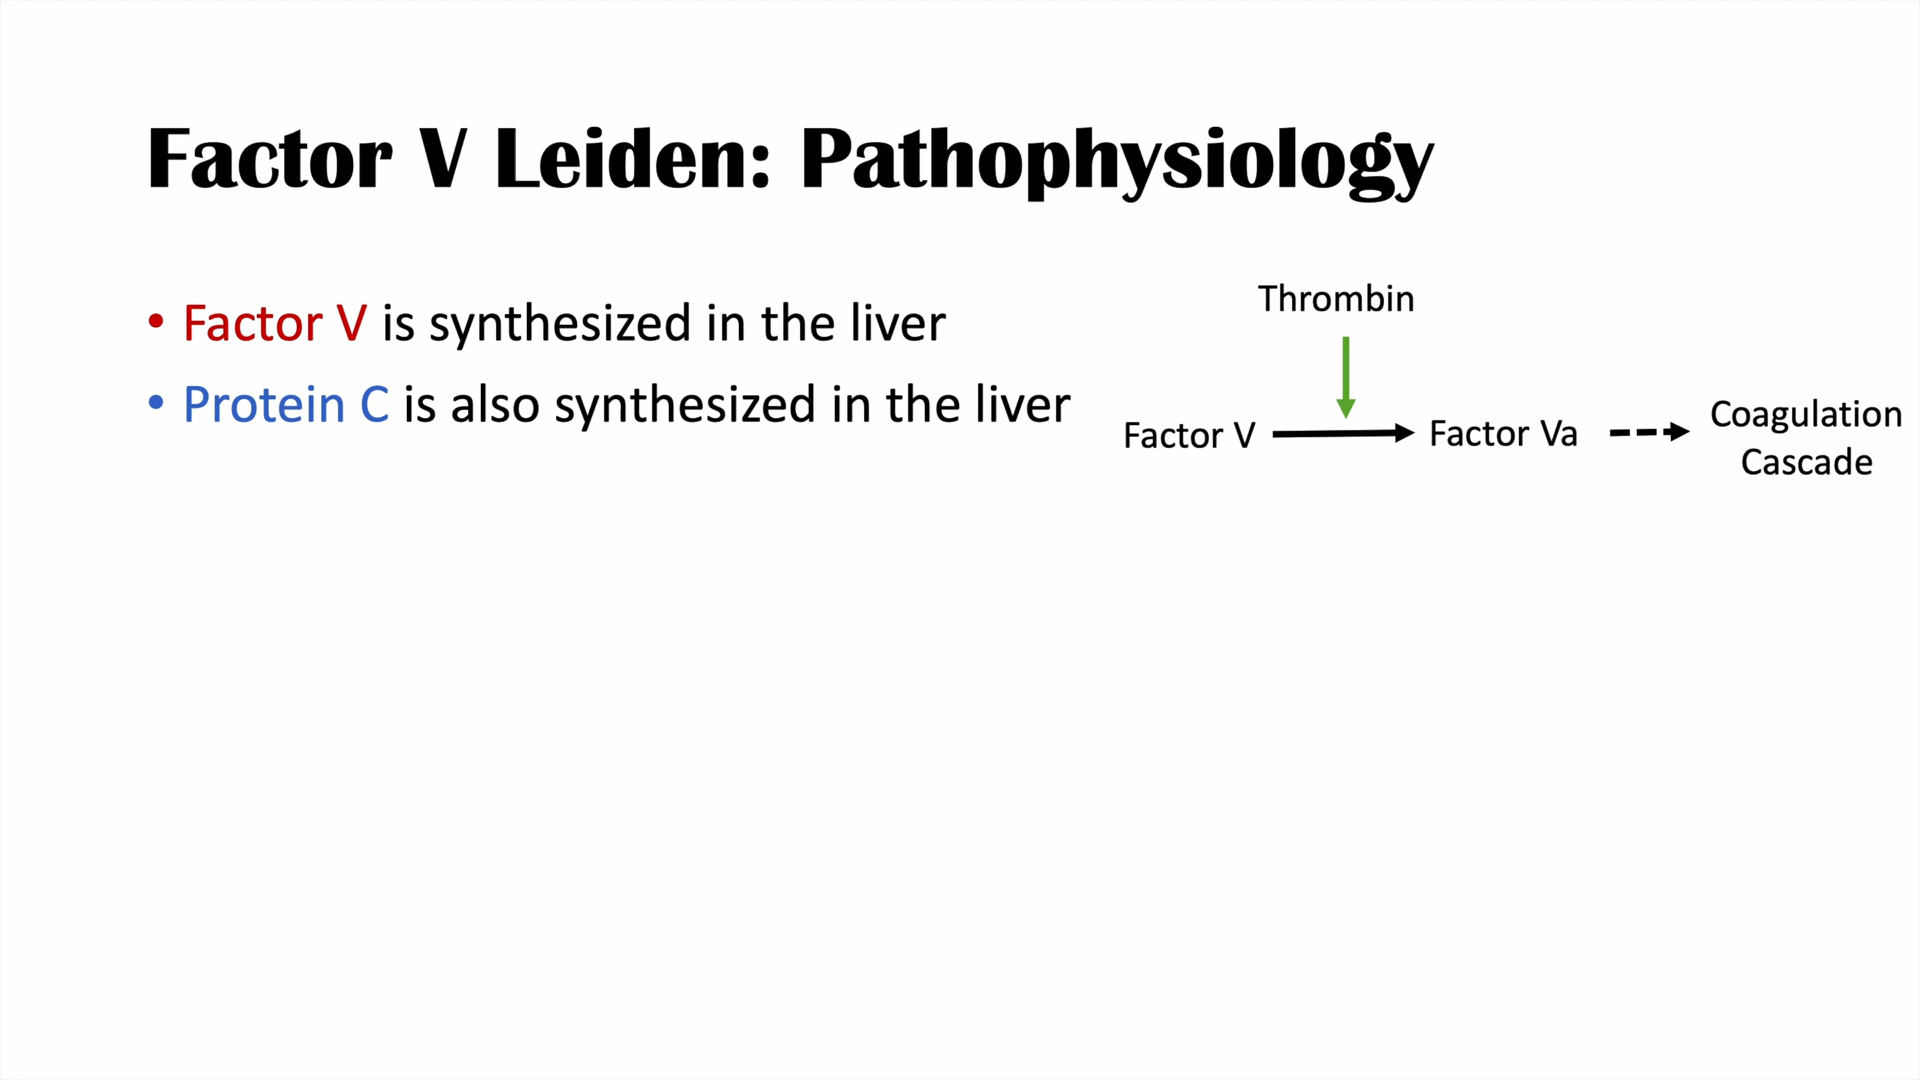 Factor V Leiden: Pathophysiology
• Factor V is synthesized in the liver
• Protein C is also synthesized in the liver
Thrombin
Factor V
Factor Va
Coagulation
Cascade